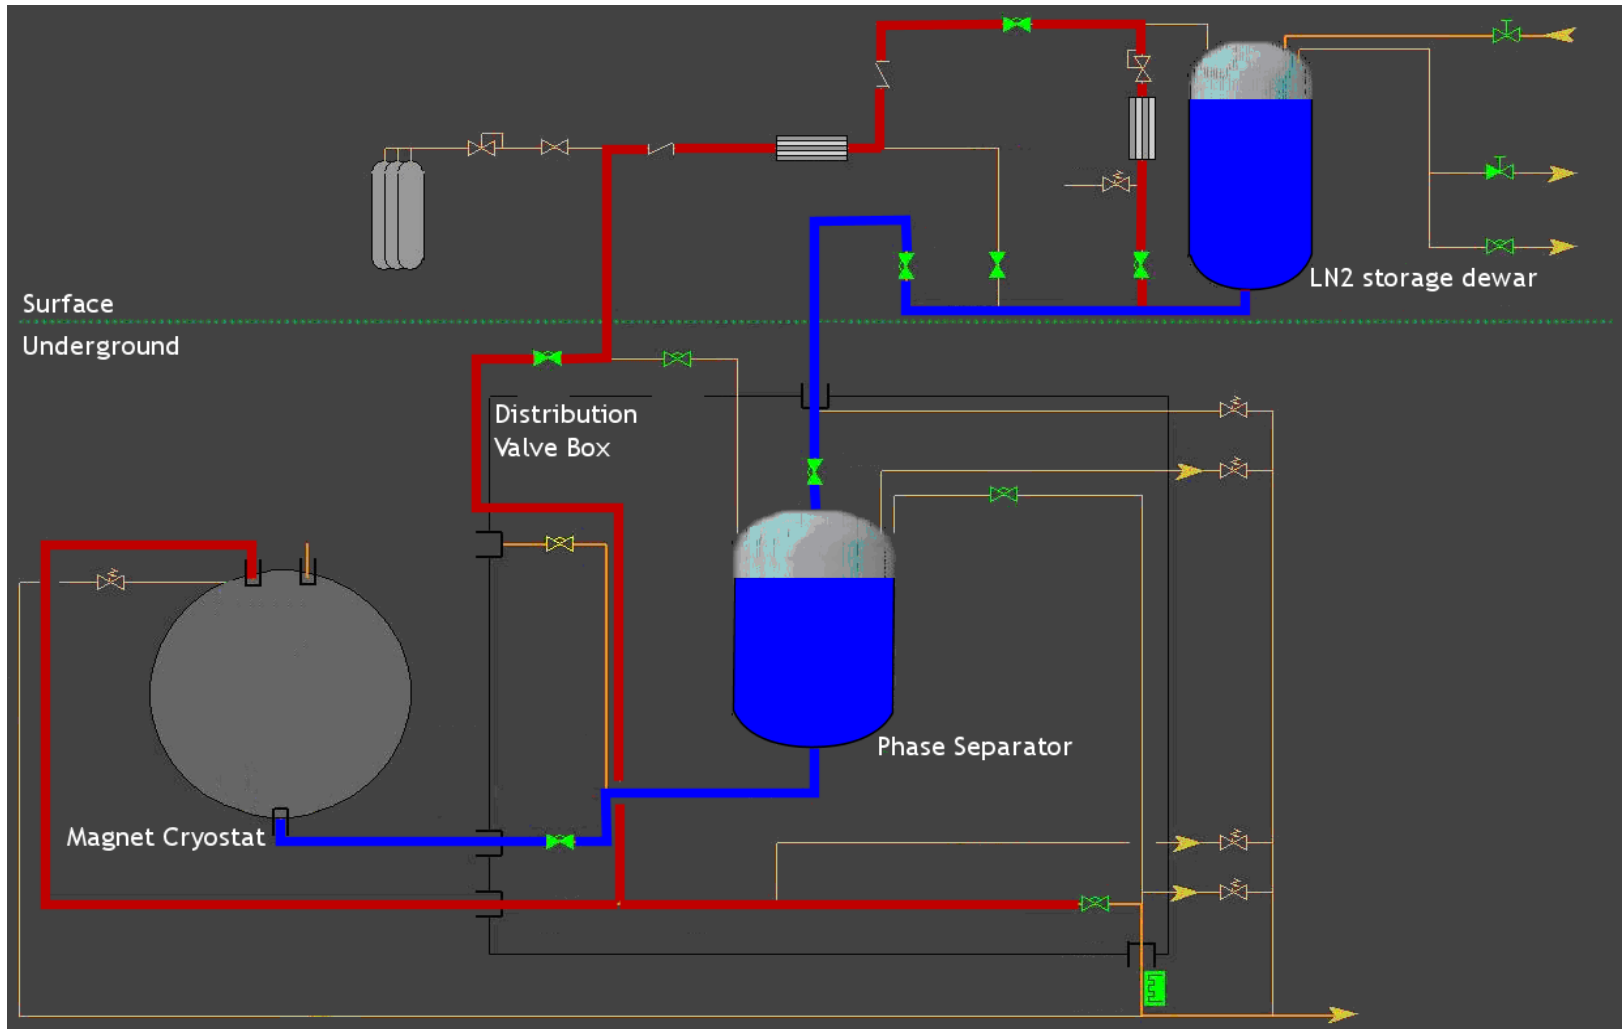 LN2 storage dewar
Surface
Underground
Distribution
Valve Box
Phase Separator
Magnet Cryostat